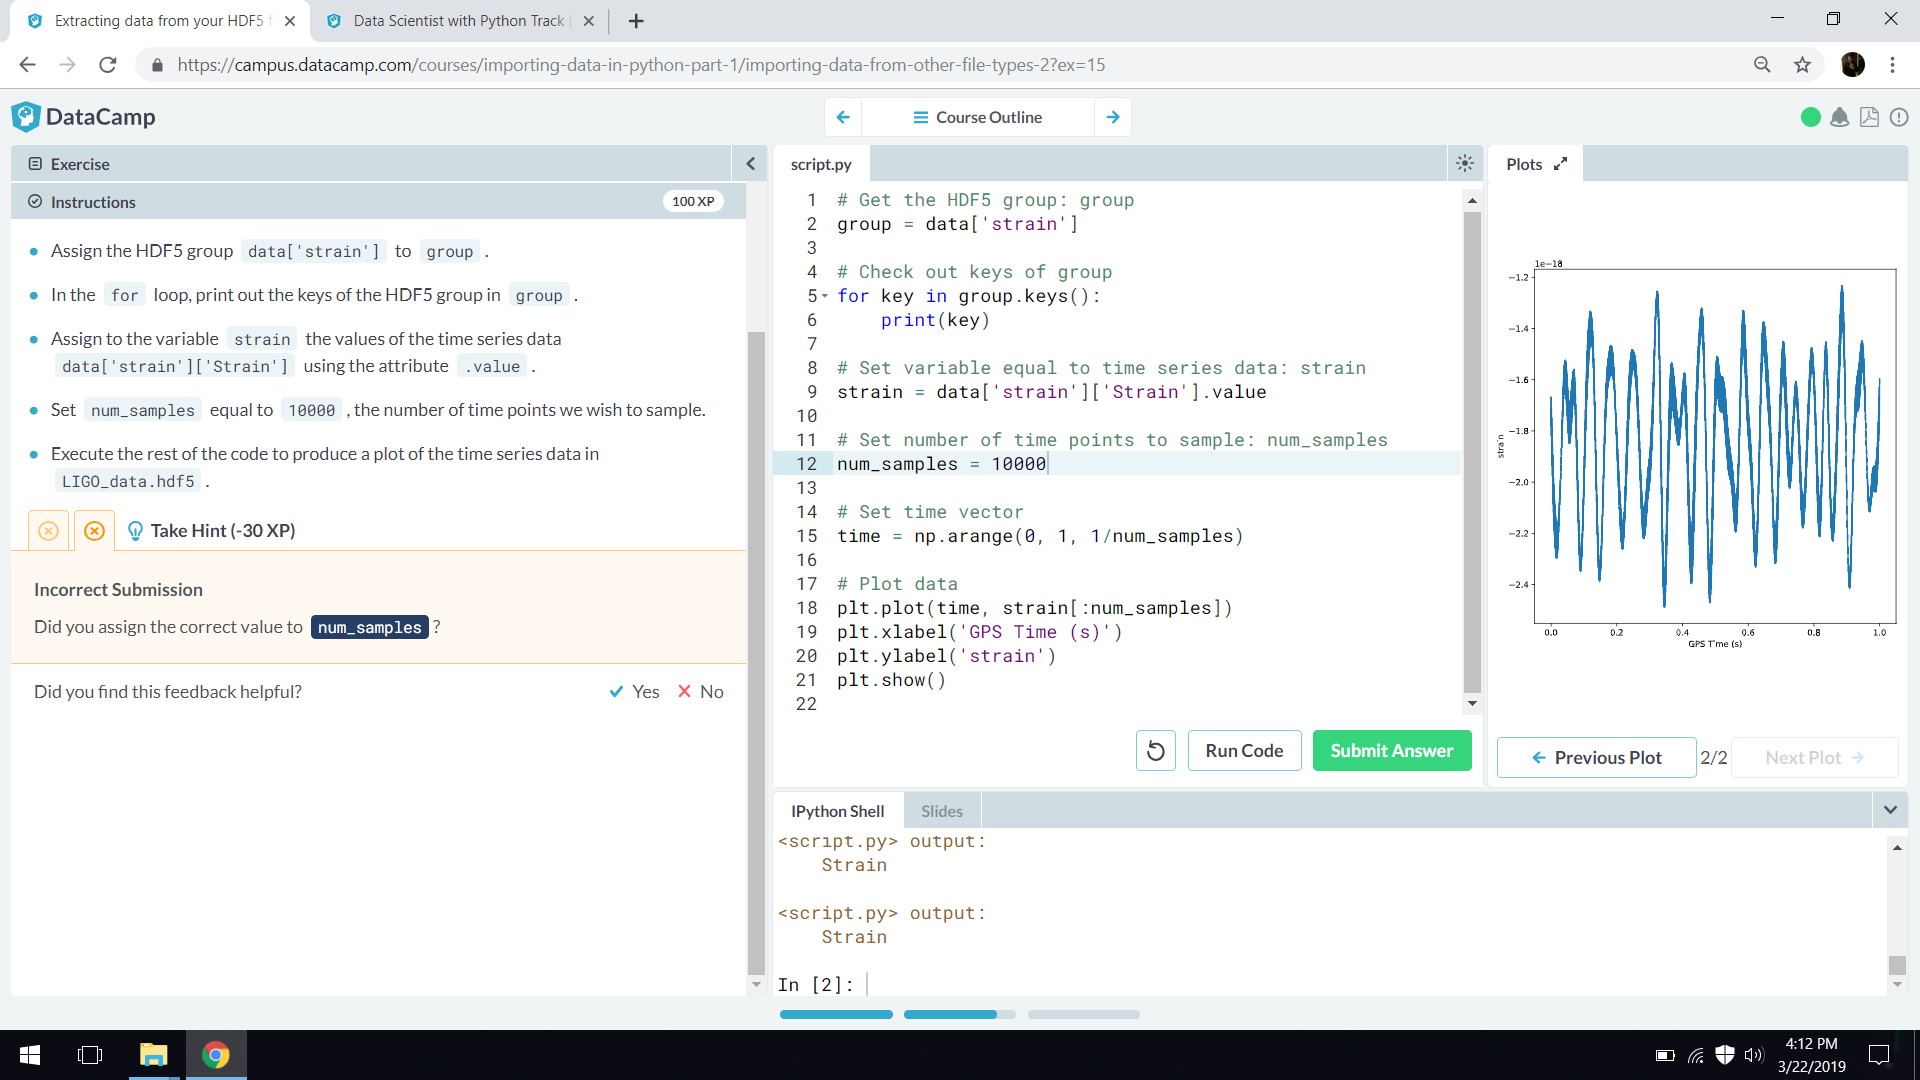 Extracting data from your HDF5 f
Data Scientist with Python Track
https://campus.datacamp.com/courses/importing-data-in-python-part-1/importing-data-from-other-file-types-2?ex=15
DataCamp
Course Outline
Exercise
Instructions
100 XP
Assign the HDF5 group data['strain'] to group .
In the for loop, print out the keys of the HDF5 group in group .
Assign to the variable strain the values of the time series data
data['strain']['Strain'] using the attribute .value .
Set num_samples equal to 10000 , the number of time points we wish to sample.
Execute the rest of the code to produce a plot of the time series data in
LIGO_data.hdf5 .
Take Hint (-30 XP)
Incorrect Submission
Did you assign the correct value to num_samples ?
Did you find this feedback helpful?
Yes
No
script.py
1 # Get the HDF5 group: group
2 group = data['strain']
3
4 # Check out keys of group
5 for key in group.keys():
6     print(key)
7
8 # Set variable equal to time series data: strain
9 strain = data['strain']['Strain'].value
10
11 # Set number of time points to sample: num_samples
12 num_samples = 10000
13
14 # Set time vector
15 time = np.arange(0, 1, 1/num_samples)
16
17 # Plot data
18 plt.plot(time, strain[:num_samples])
19 plt.xlabel('GPS Time (s)')
20 plt.ylabel('strain')
21 plt.show()
22
Run Code
Submit Answer
Plots
1e-18
−1.2
−1.4
−1.6
−1.8
−2.0
−2.2
−2.4
strain
0.0 0.2 0.4 0.6 0.8 1.0
GPS Time (s)
Previous Plot
2/2
Next Plot
IPython Shell
Slides
<script.py> output:
    Strain
<script.py> output:
    Strain
In [2]:
4:12 PM
3/22/2019